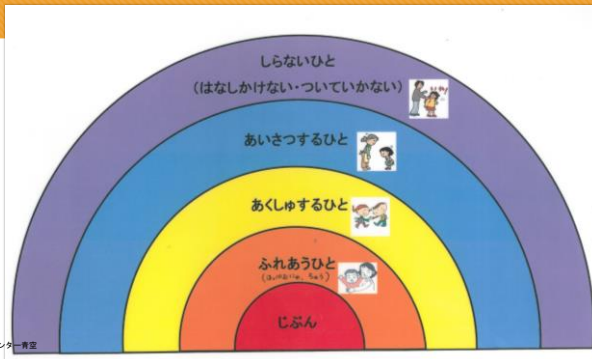 しらないひと
(はなしかけない・ついていかない)
あいさつするひと
あくしゅするひと
ふれあうひと
じぶん
ンター青空